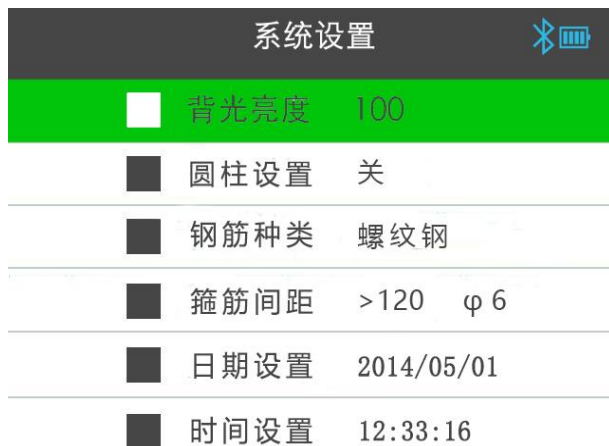 系统设置
背光亮度 100
圆柱设置 关
钢筋种类 螺纹钢
箍筋间距 >120 φ6
日期设置 2014/05/01
时间设置 12:33:16